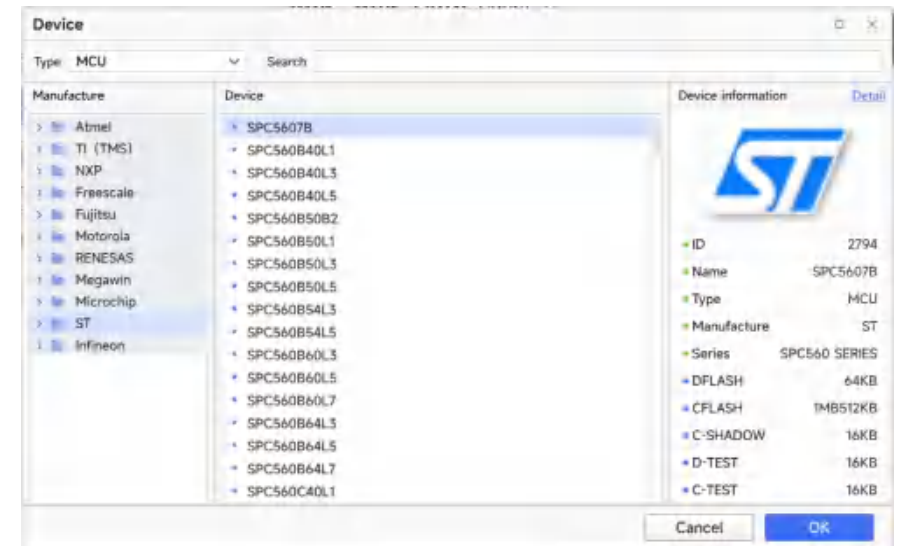 Device
Type MCU Search
Manufacture
Atmel
TI (TMS)
NXP
Freescale
Fujitsu
Motorola
RENESAS
Megawin
Microchip
ST
Infineon
Device
SPC5607B
SPC560B40L1
SPC560B40L3
SPC560B40L5
SPC560B50B2
SPC560B50L1
SPC560B50L3
SPC560B50L5
SPC560B54L3
SPC560B54L5
SPC560B60L3
SPC560B60L5
SPC560B60L7
SPC560B64L3
SPC560B64L5
SPC560B64L7
SPC560C40L1
Device information Detail
ST
ID 2794
Name SPC5607B
Type MCU
Manufacture ST
Series SPC560 SERIES
DFLASH 64KB
CFLASH 1MB512KB
C-SHADOW 16KB
D-TEST 16KB
C-TEST 16KB
Cancel OK